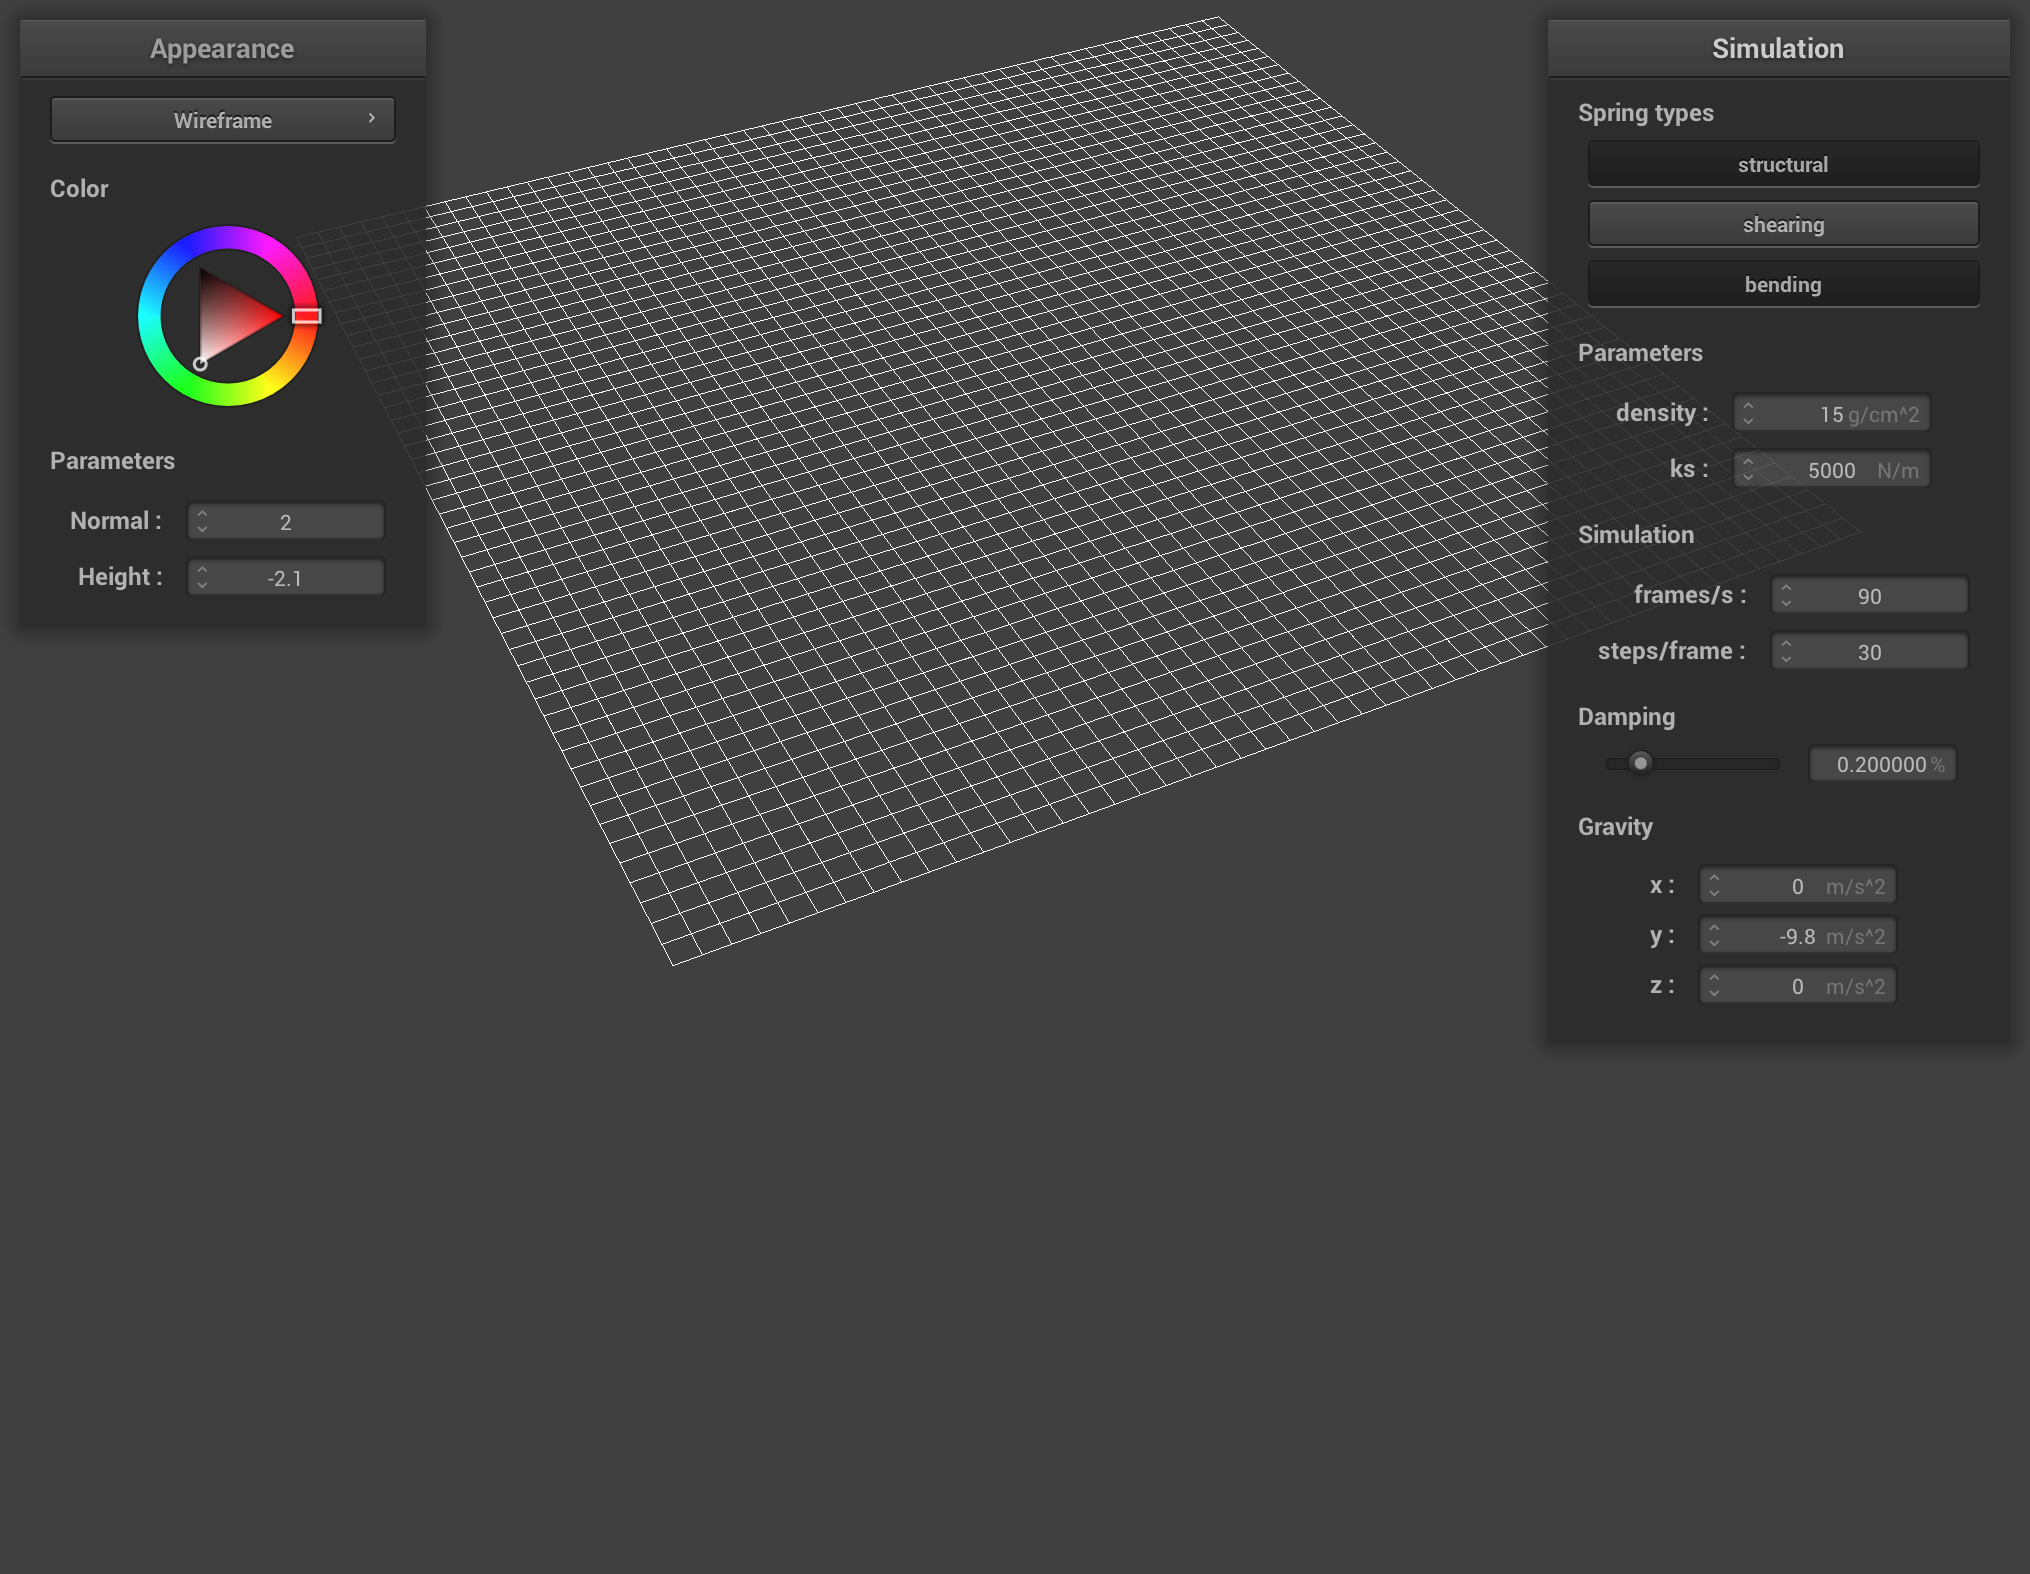 Appearance
Wireframe
Color
Parameters
Normal : 2
Height : -2.1
Simulation
Spring types
structural
shearing
bending
Parameters
density : 15 g/cm^2
ks : 5000 N/m
Simulation
frames/s : 90
steps/frame : 30
Damping
0.200000 %
Gravity
x : 0 m/s^2
y : -9.8 m/s^2
z : 0 m/s^2